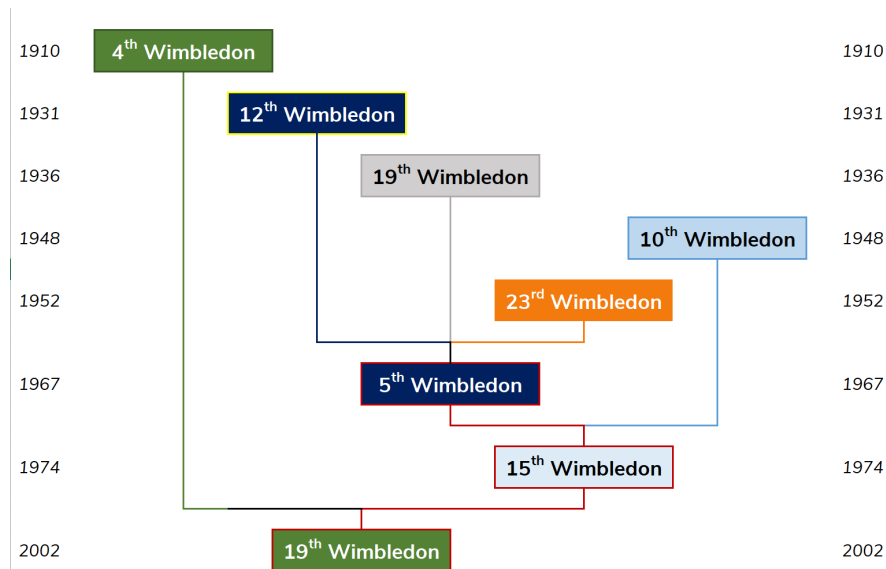 1910 4th Wimbledon 1910
1931 12th Wimbledon 1931
1936 19th Wimbledon 1936
1948 10th Wimbledon 1948
1952 23rd Wimbledon 1952
1967 5th Wimbledon 1967
1974 15th Wimbledon 1974
2002 19th Wimbledon 2002